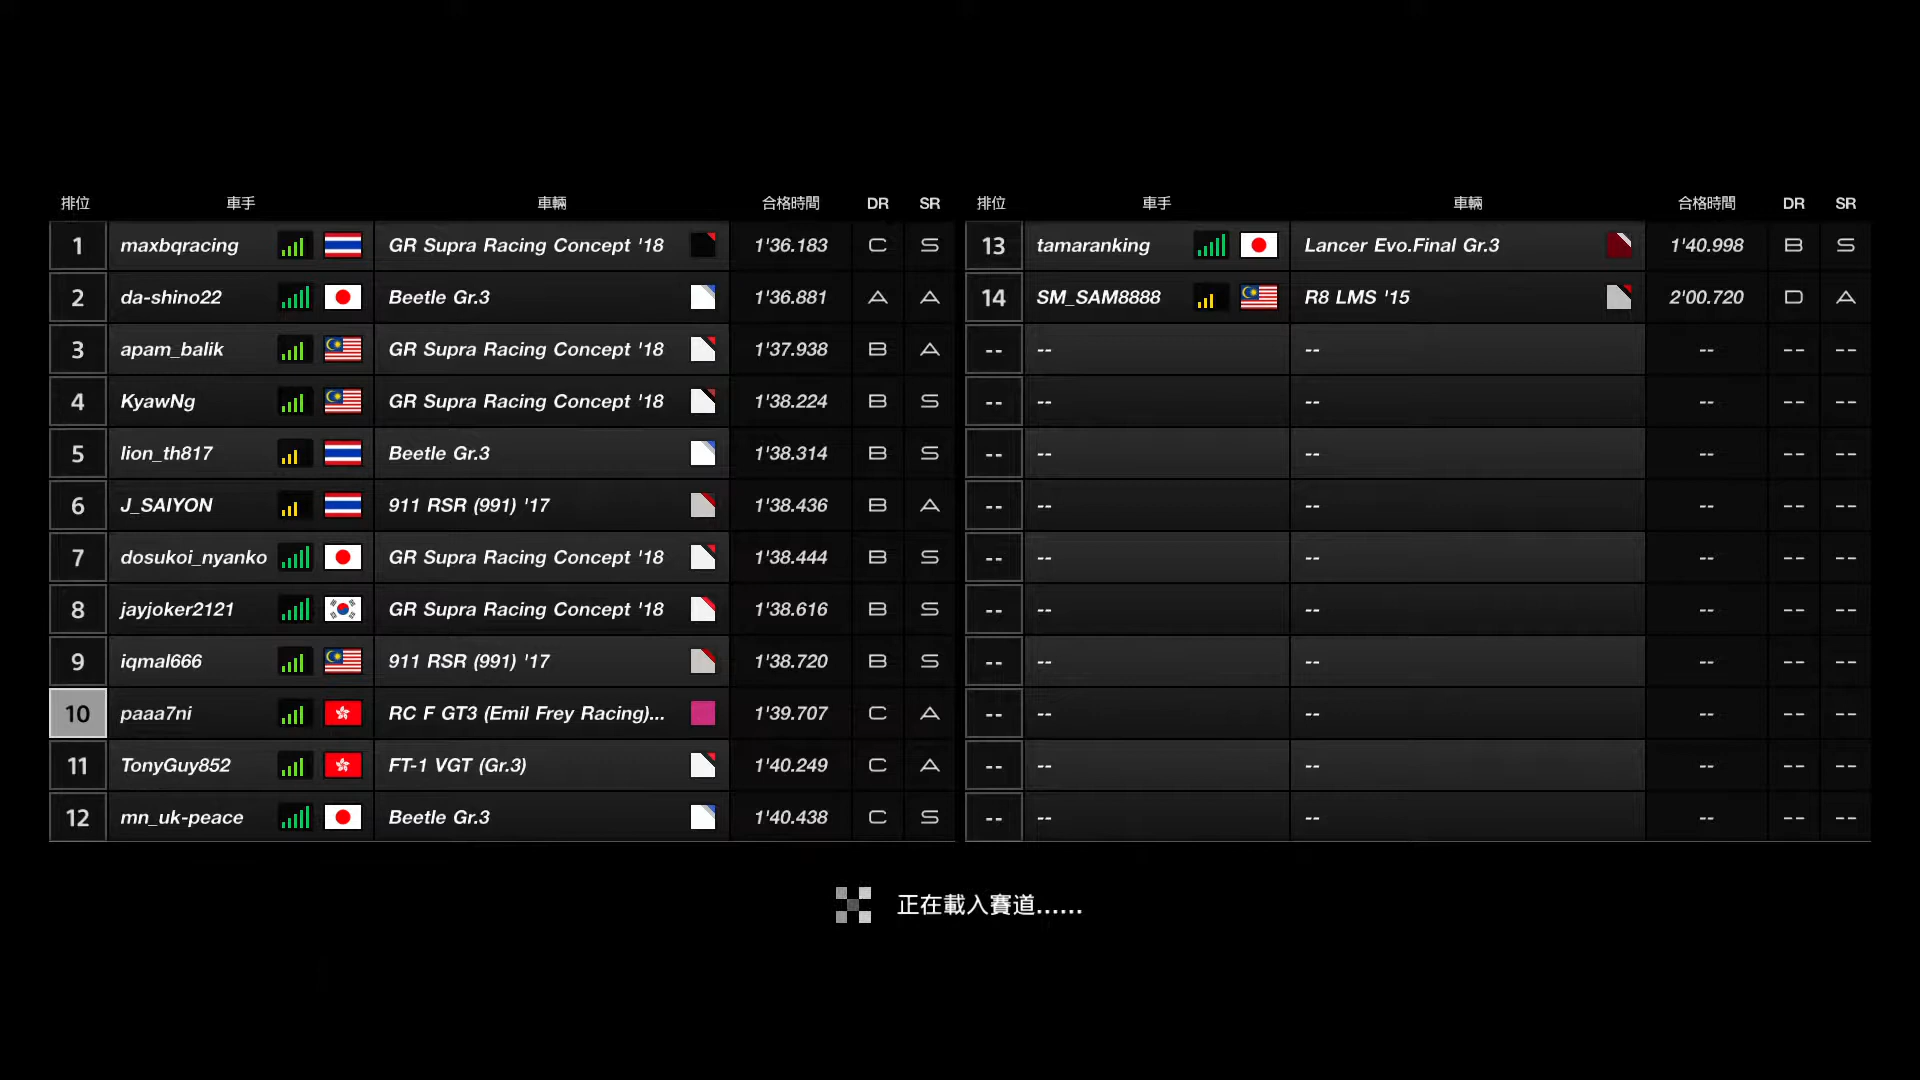 排位 車手 車輛 合格時間 DR SR
1 maxbqracing GR Supra Racing Concept '18 1'36.183 C S
2 da-shino22 Beetle Gr.3 1'36.881 A A
3 apam_balik GR Supra Racing Concept '18 1'37.938 B A
4 KyawNg GR Supra Racing Concept '18 1'38.224 B S
5 lion_th817 Beetle Gr.3 1'38.314 B S
6 J_SAIYON 911 RSR (991) '17 1'38.436 B A
7 dosukoi_nyanko GR Supra Racing Concept '18 1'38.444 B S
8 jayjoker2121 GR Supra Racing Concept '18 1'38.616 B S
9 iqmal666 911 RSR (991) '17 1'38.720 B S
10 paaa7ni RC F GT3 (Emil Frey Racing)... 1'39.707 C A
11 TonyGuy852 FT-1 VGT (Gr.3) 1'40.249 C A
12 mn_uk-peace Beetle Gr.3 1'40.438 C S
排位 車手 車輛 合格時間 DR SR
13 tamaranking Lancer Evo.Final Gr.3 1'40.998 B S
14 SM_SAM8888 R8 LMS '15 2'00.720 D A
-- -- -- -- -- --
-- -- -- -- -- --
-- -- -- -- -- --
-- -- -- -- -- --
-- -- -- -- -- --
-- -- -- -- -- --
-- -- -- -- -- --
-- -- -- -- -- --
-- -- -- -- -- --
-- -- -- -- -- --
正在載入賽道......